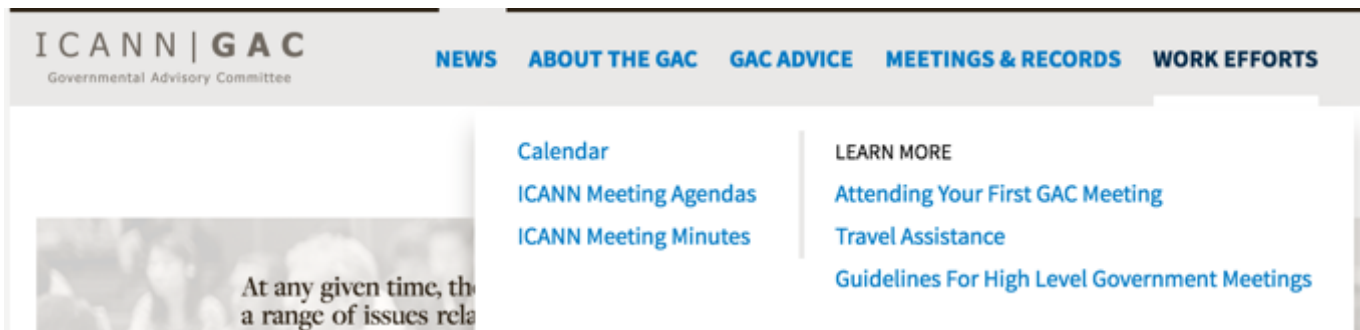 ICANN|GAC
Governmental Advisory Committee
NEWS ABOUT THE GAC GAC ADVICE MEETINGS & RECORDS WORK EFFORTS
Calendar
ICANN Meeting Agendas
ICANN Meeting Minutes
LEARN MORE
Attending Your First GAC Meeting
Travel Assistance
Guidelines For High Level Government Meetings
At any given time, the
a range of issues rela